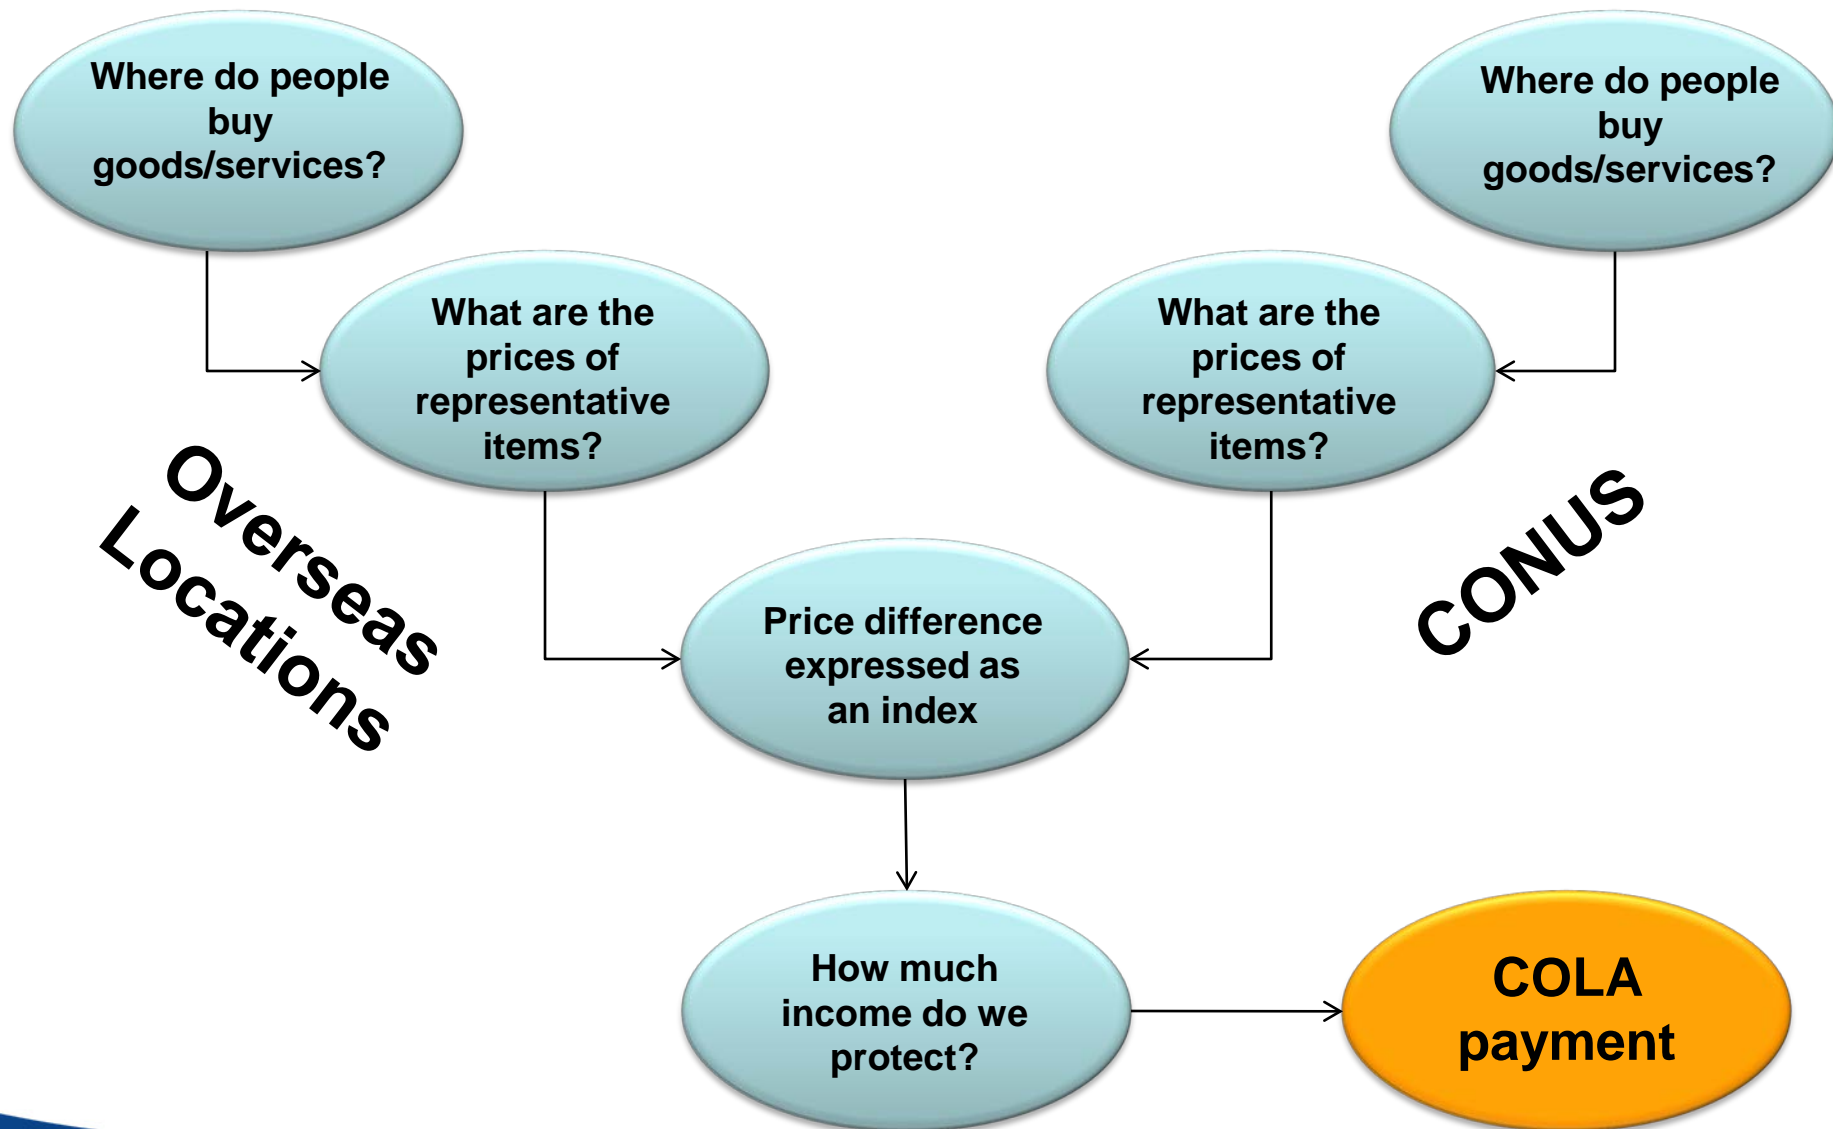 Where do people
buy
goods/services?
Where do people
buy
goods/services?
What are the
prices of
representative
items?
What are the
prices of
representative
items?
Overseas
Locations
CONUS
Price difference
expressed as
an index
How much
income do we
protect?
COLA
payment